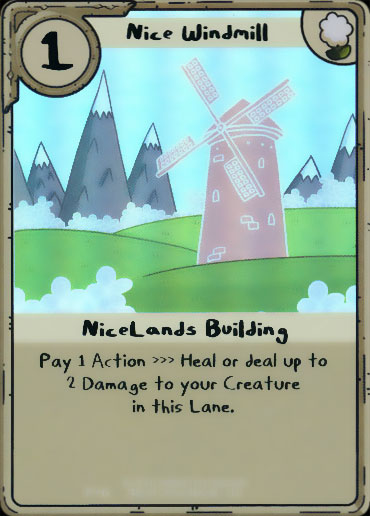 1
Nice Windmill
NiceLands Building
Pay 1 Action >>> Heal or deal up to
2 Damage to your Creature
in this Lane.